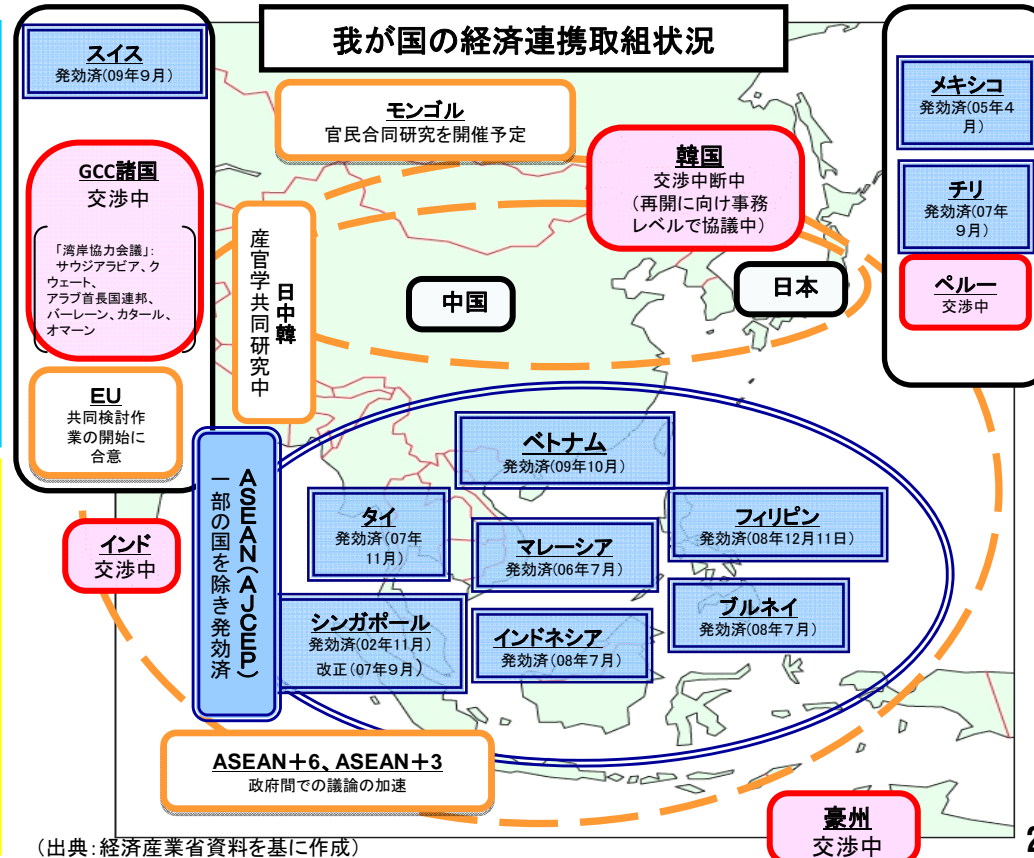 我が国の経済連携取組状況
スイス
発効済(09年9月)
GCC諸国
交渉中
「湾岸協力会議」:
サウジアラビア、ク
ウェート、
アラブ首長国連邦、
バーレーン、カタール、
オマーン
EU
共同検討作
業の開始に
合意
モンゴル
官民合同研究を開催予定
韓国
交渉中断中
(再開に向け事務
レベルで協議中)
メキシコ
発効済(05年4
月)
チリ
発効済(07年
9月)
ペルー
交渉中
日中韓
産官学共同研究中
中国
日本
ASEAN(AJCEP)
一部の国を除き発効済
ベトナム
発効済(09年10月)
タイ
発効済(07年
11月)
マレーシア
発効済(06年7月)
フィリピン
発効済(08年12月11日)
シンガポール
発効済(02年11月)
改正(07年9月)
インドネシア
発効済(08年7月)
ブルネイ
発効済(08年7月)
インド
交渉中
ASEAN+6、ASEAN+3
政府間での議論の加速
豪州
交渉中
(出典:経済産業省資料を基に作成)